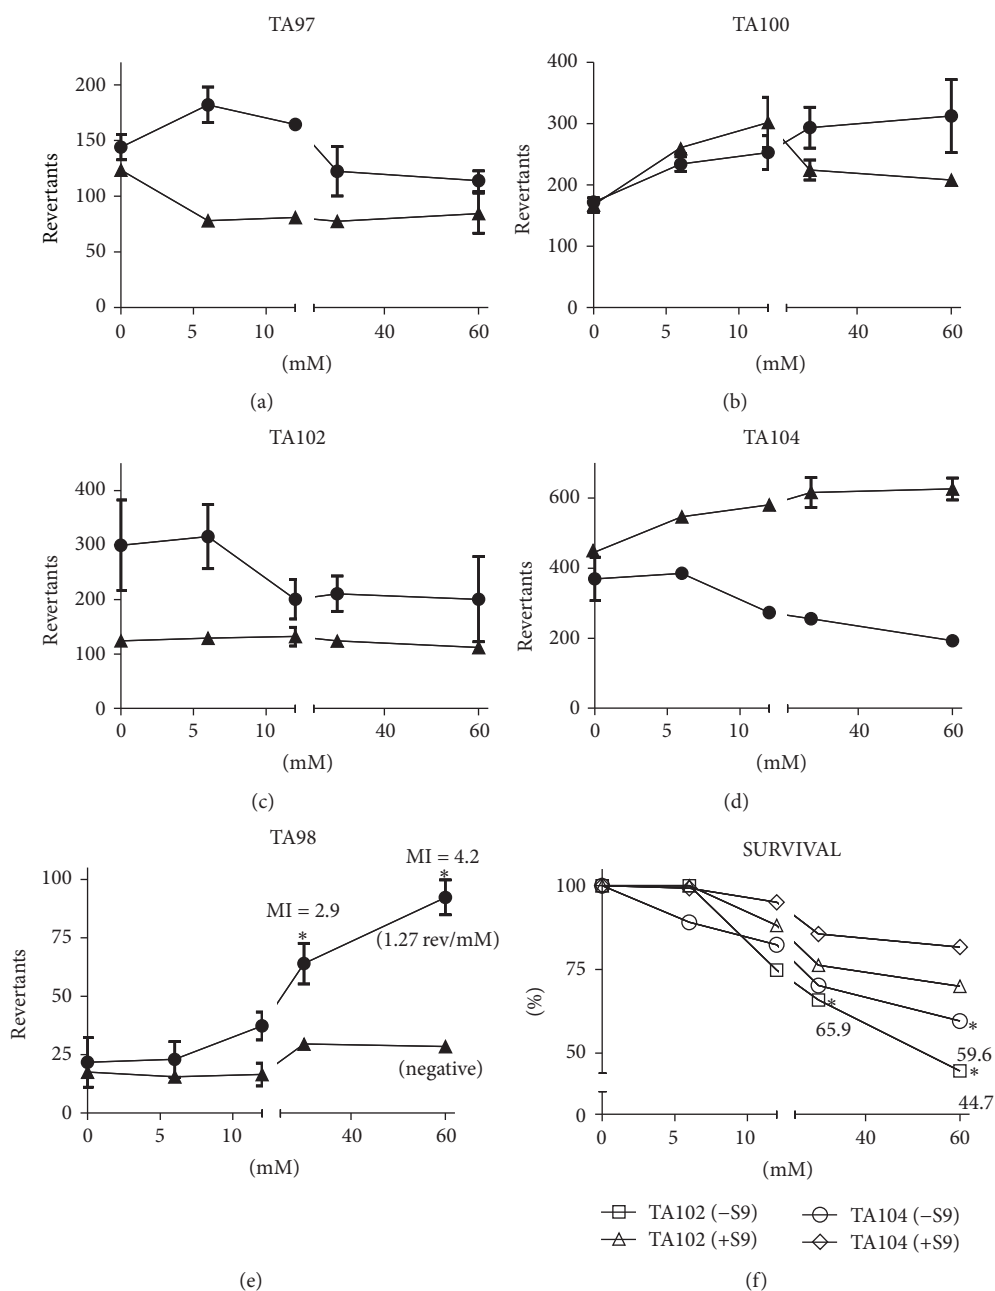 TA97
Revertants
200
150
100
50
0
0 5 10 40 60
(mM)
(a)
TA100
Revertants
400
300
200
100
0
0 5 10 40 60
(mM)
(b)
TA102
Revertants
400
300
200
100
0
0 5 10 40 60
(mM)
(c)
TA104
Revertants
600
400
200
0
0 5 10 40 60
(mM)
(d)
TA98
Revertants
100
75
50
25
0
MI = 4.2
*
MI = 2.9
*
(1.27 rev/mM)
(negative)
0 5 10 40 60
(mM)
(e)
SURVIVAL
(%)
100
75
50
0
*
65.9
*
59.6
*
44.7
0 5 10 40 60
(mM)
TA102 (−S9)
TA102 (+S9)
TA104 (−S9)
TA104 (+S9)
(f)